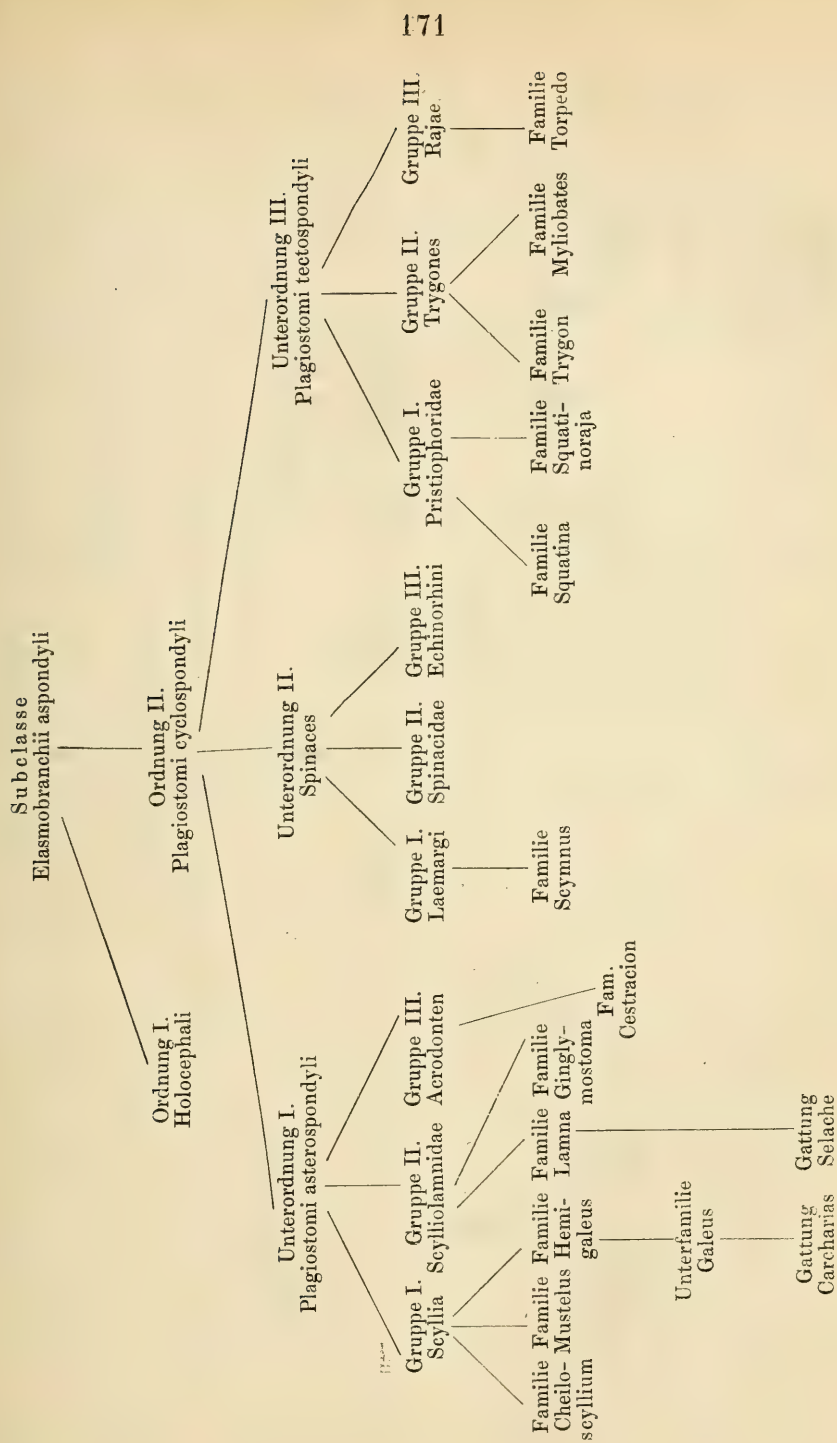 171
Subclasse
Elasmobranchii aspondyli
Ordnung I.
Holocephali
Ordnung II.
Plagiostomi cyclospondyli
Unterordnung I.
Plagiostomi asterospondyli
Unterordnung II.
Spinaces
Unterordnung III.
Plagiostomi tectospondyli
Gruppe I.
Scyllia
Gruppe II.
Scylliolamnidae
Gruppe III.
Acrodonten
Gruppe I.
Laemargi
Gruppe II.
Spinacidae
Gruppe III.
Echinorhini
Gruppe I.
Pristiophoridae
Gruppe II.
Trygones
Gruppe III.
Rajae
Familie
Cheilo-
scyllium
Familie
Mustelus
Familie
Hemi-
galeus
Familie
Lamna
Familie
Gingly-
mostoma
Fam.
Cestracion
Familie
Scymnus
Familie
Squatina
Familie
Squati-
noraja
Familie
Trygon
Familie
Myliobates
Familie
Torpedo
Unterfamilie
Galeus
Gattung
Carcharias
Gattung
Selache